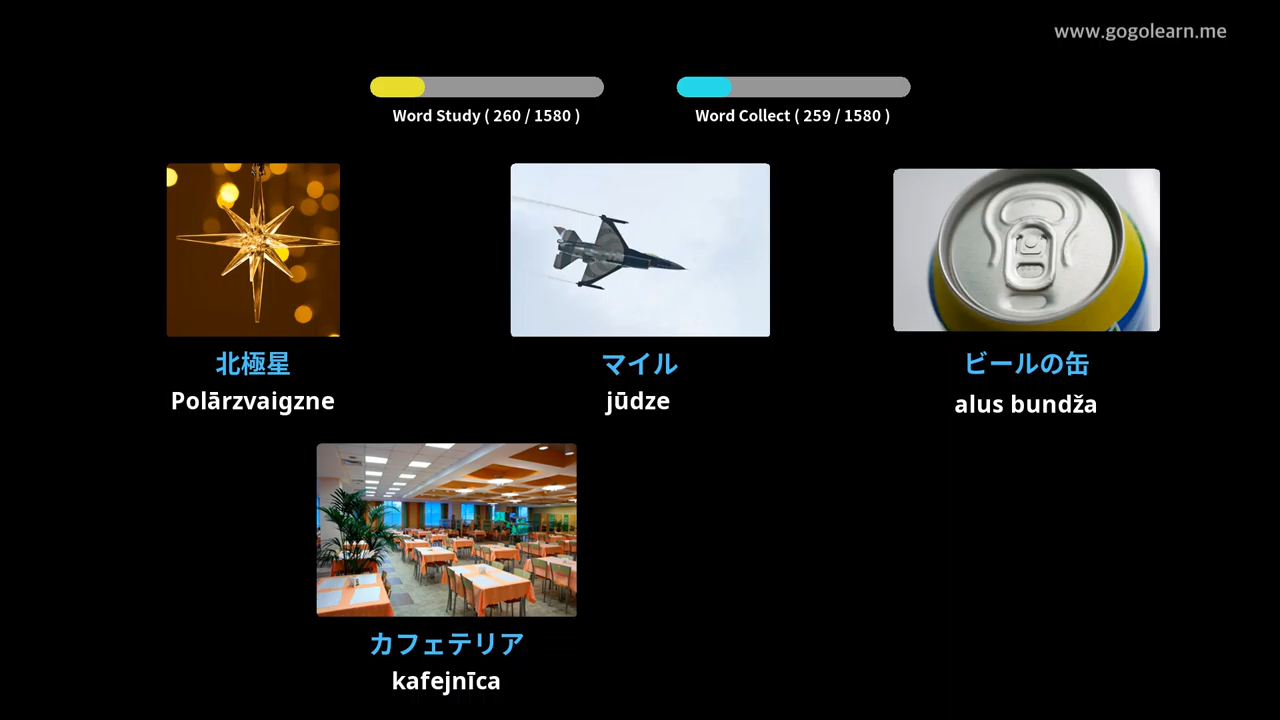 www.gogolearn.me
Word Study ( 260 / 1580 )
Word Collect ( 259 / 1580 )
北極星
Polārzvaigzne
マイル
jūdze
ビールの缶
alus bundža
カフェテリア
kafejnīca